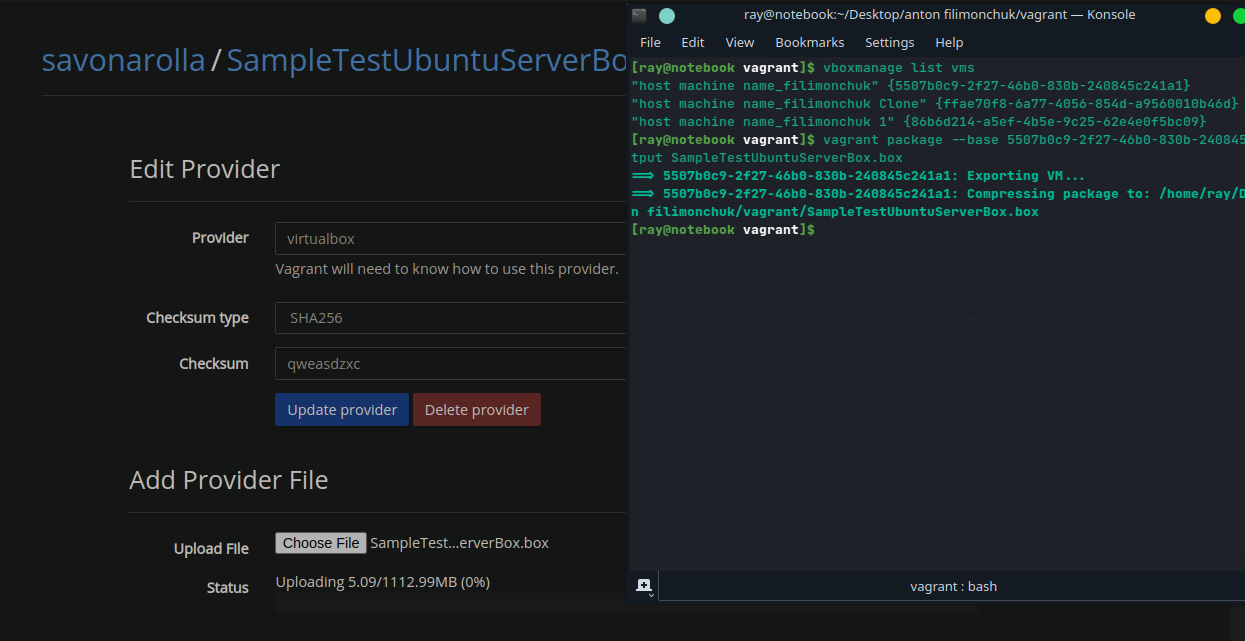 savonarolla/SampleTestUbuntuServerBo
Edit Provider
Provider
virtualbox
Vagrant will need to know how to use this provider.
Checksum type
SHA256
Checksum
qweasdzxc
Update provider
Delete provider
Add Provider File
Upload File
Choose File SampleTest...erverBox.box
Status
Uploading 5.09/1112.99MB (0%)
ray@notebook:~/Desktop/anton filimonchuk/vagrant — Konsole
File Edit View Bookmarks Settings Help
[ray@notebook vagrant]$ vboxmanage list vms
"host machine name_filimonchuk" {5507b0c9-2f27-46b0-830b-240845c241a1}
"host machine name_filimonchuk Clone" {ffae70f8-6a77-4056-854d-a9560010b46d}
"host machine name_filimonchuk 1" {86b6d214-a5ef-4b5e-9c25-62e4e0f5bc09}
[ray@notebook vagrant]$ vagrant package --base 5507b0c9-2f27-46b0-830b-240845
tput SampleTestUbuntuServerBox.box
==> 5507b0c9-2f27-46b0-830b-240845c241a1: Exporting VM...
==> 5507b0c9-2f27-46b0-830b-240845c241a1: Compressing package to: /home/ray/D
n filimonchuk/vagrant/SampleTestUbuntuServerBox.box
[ray@notebook vagrant]$
vagrant : bash